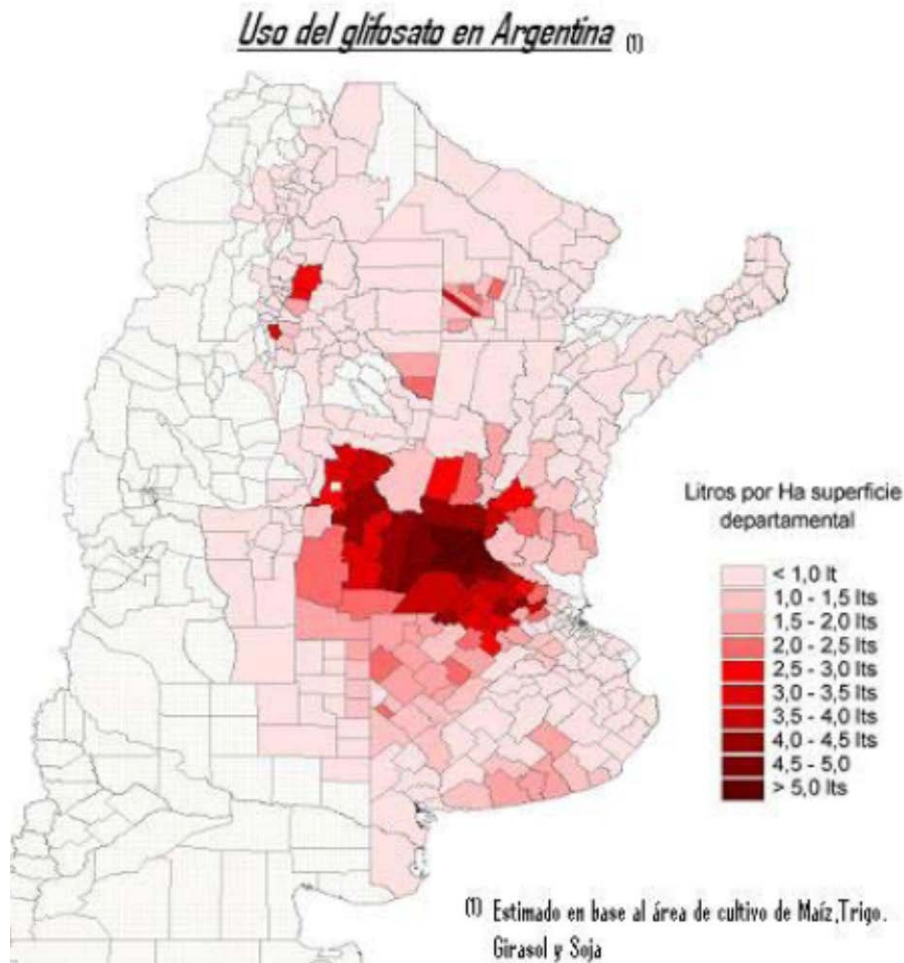 Uso del glifosato en Argentina (1)
Litros por Ha superficie
departamental
< 1,0 lt
1,0 - 1,5 lts
1,5 - 2,0 lts
2,0 - 2,5 lts
2,5 - 3,0 lts
3,0 - 3,5 lts
3,5 - 4,0 lts
4,0 - 4,5 lts
4,5 - 5,0
> 5,0 lts
(1) Estimado en base al área de cultivo de Maíz,Trigo.
Girasol y Soja